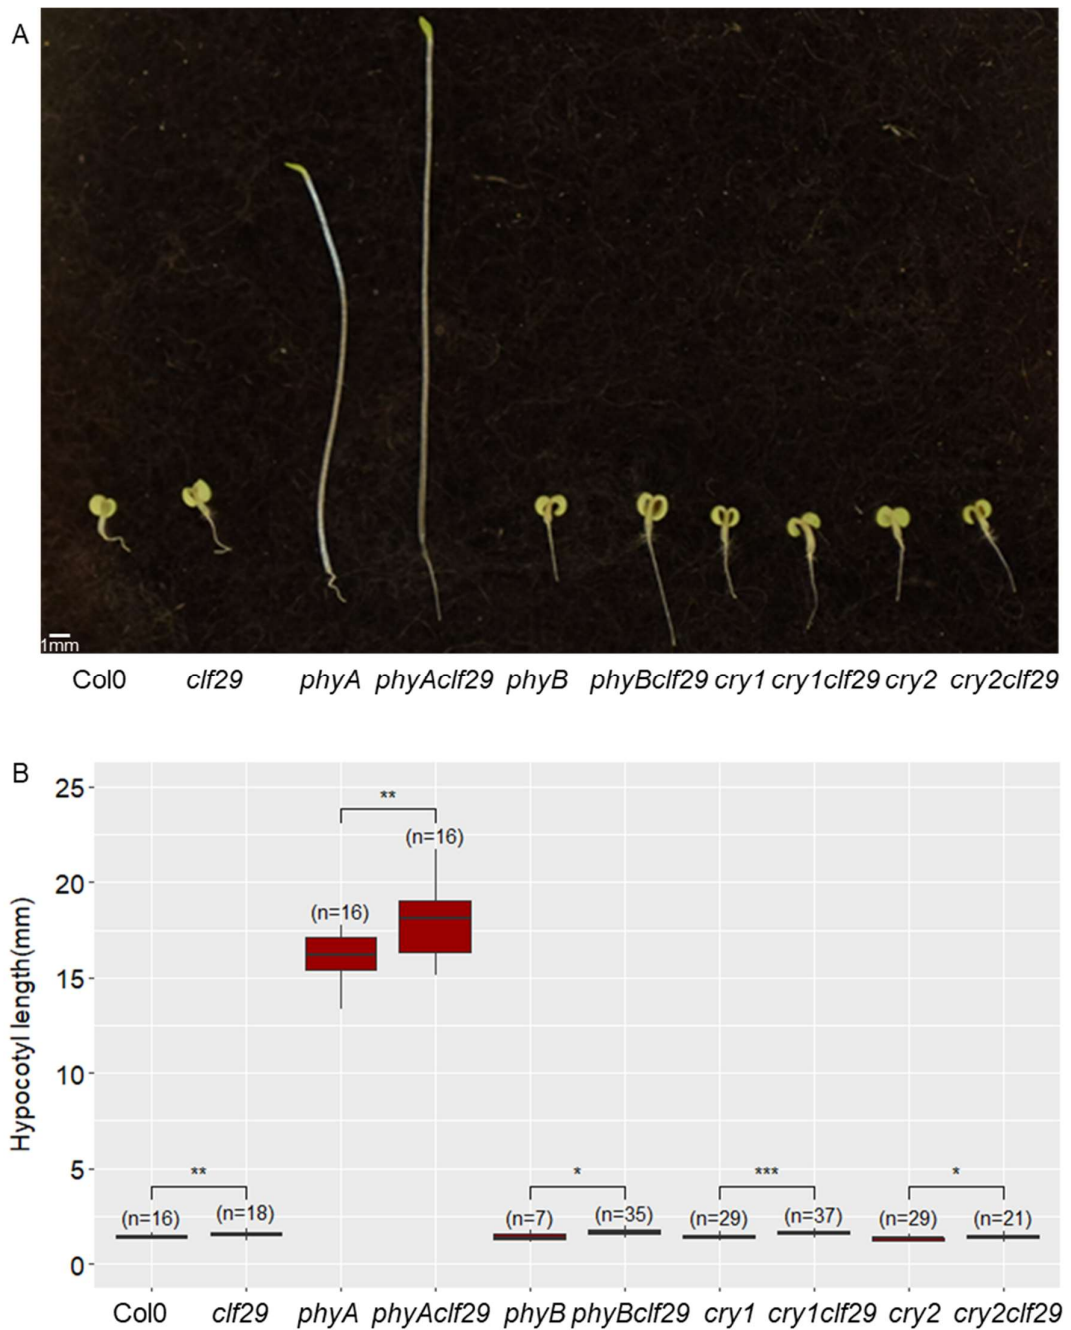 A
1mm
Col0 clf29 phyA phyAclf29 phyB phyBclf29 cry1 cry1clf29 cry2 cry2clf29
B
Hypocotyl length(mm)
25
20
15
10
5
0
**
(n=16)
(n=16)
**
(n=16)
(n=18)
*
(n=7)
(n=35)
***
(n=29)
(n=37)
*
(n=29)
(n=21)
Col0 clf29 phyA phyAclf29 phyB phyBclf29 cry1 cry1clf29 cry2 cry2clf29